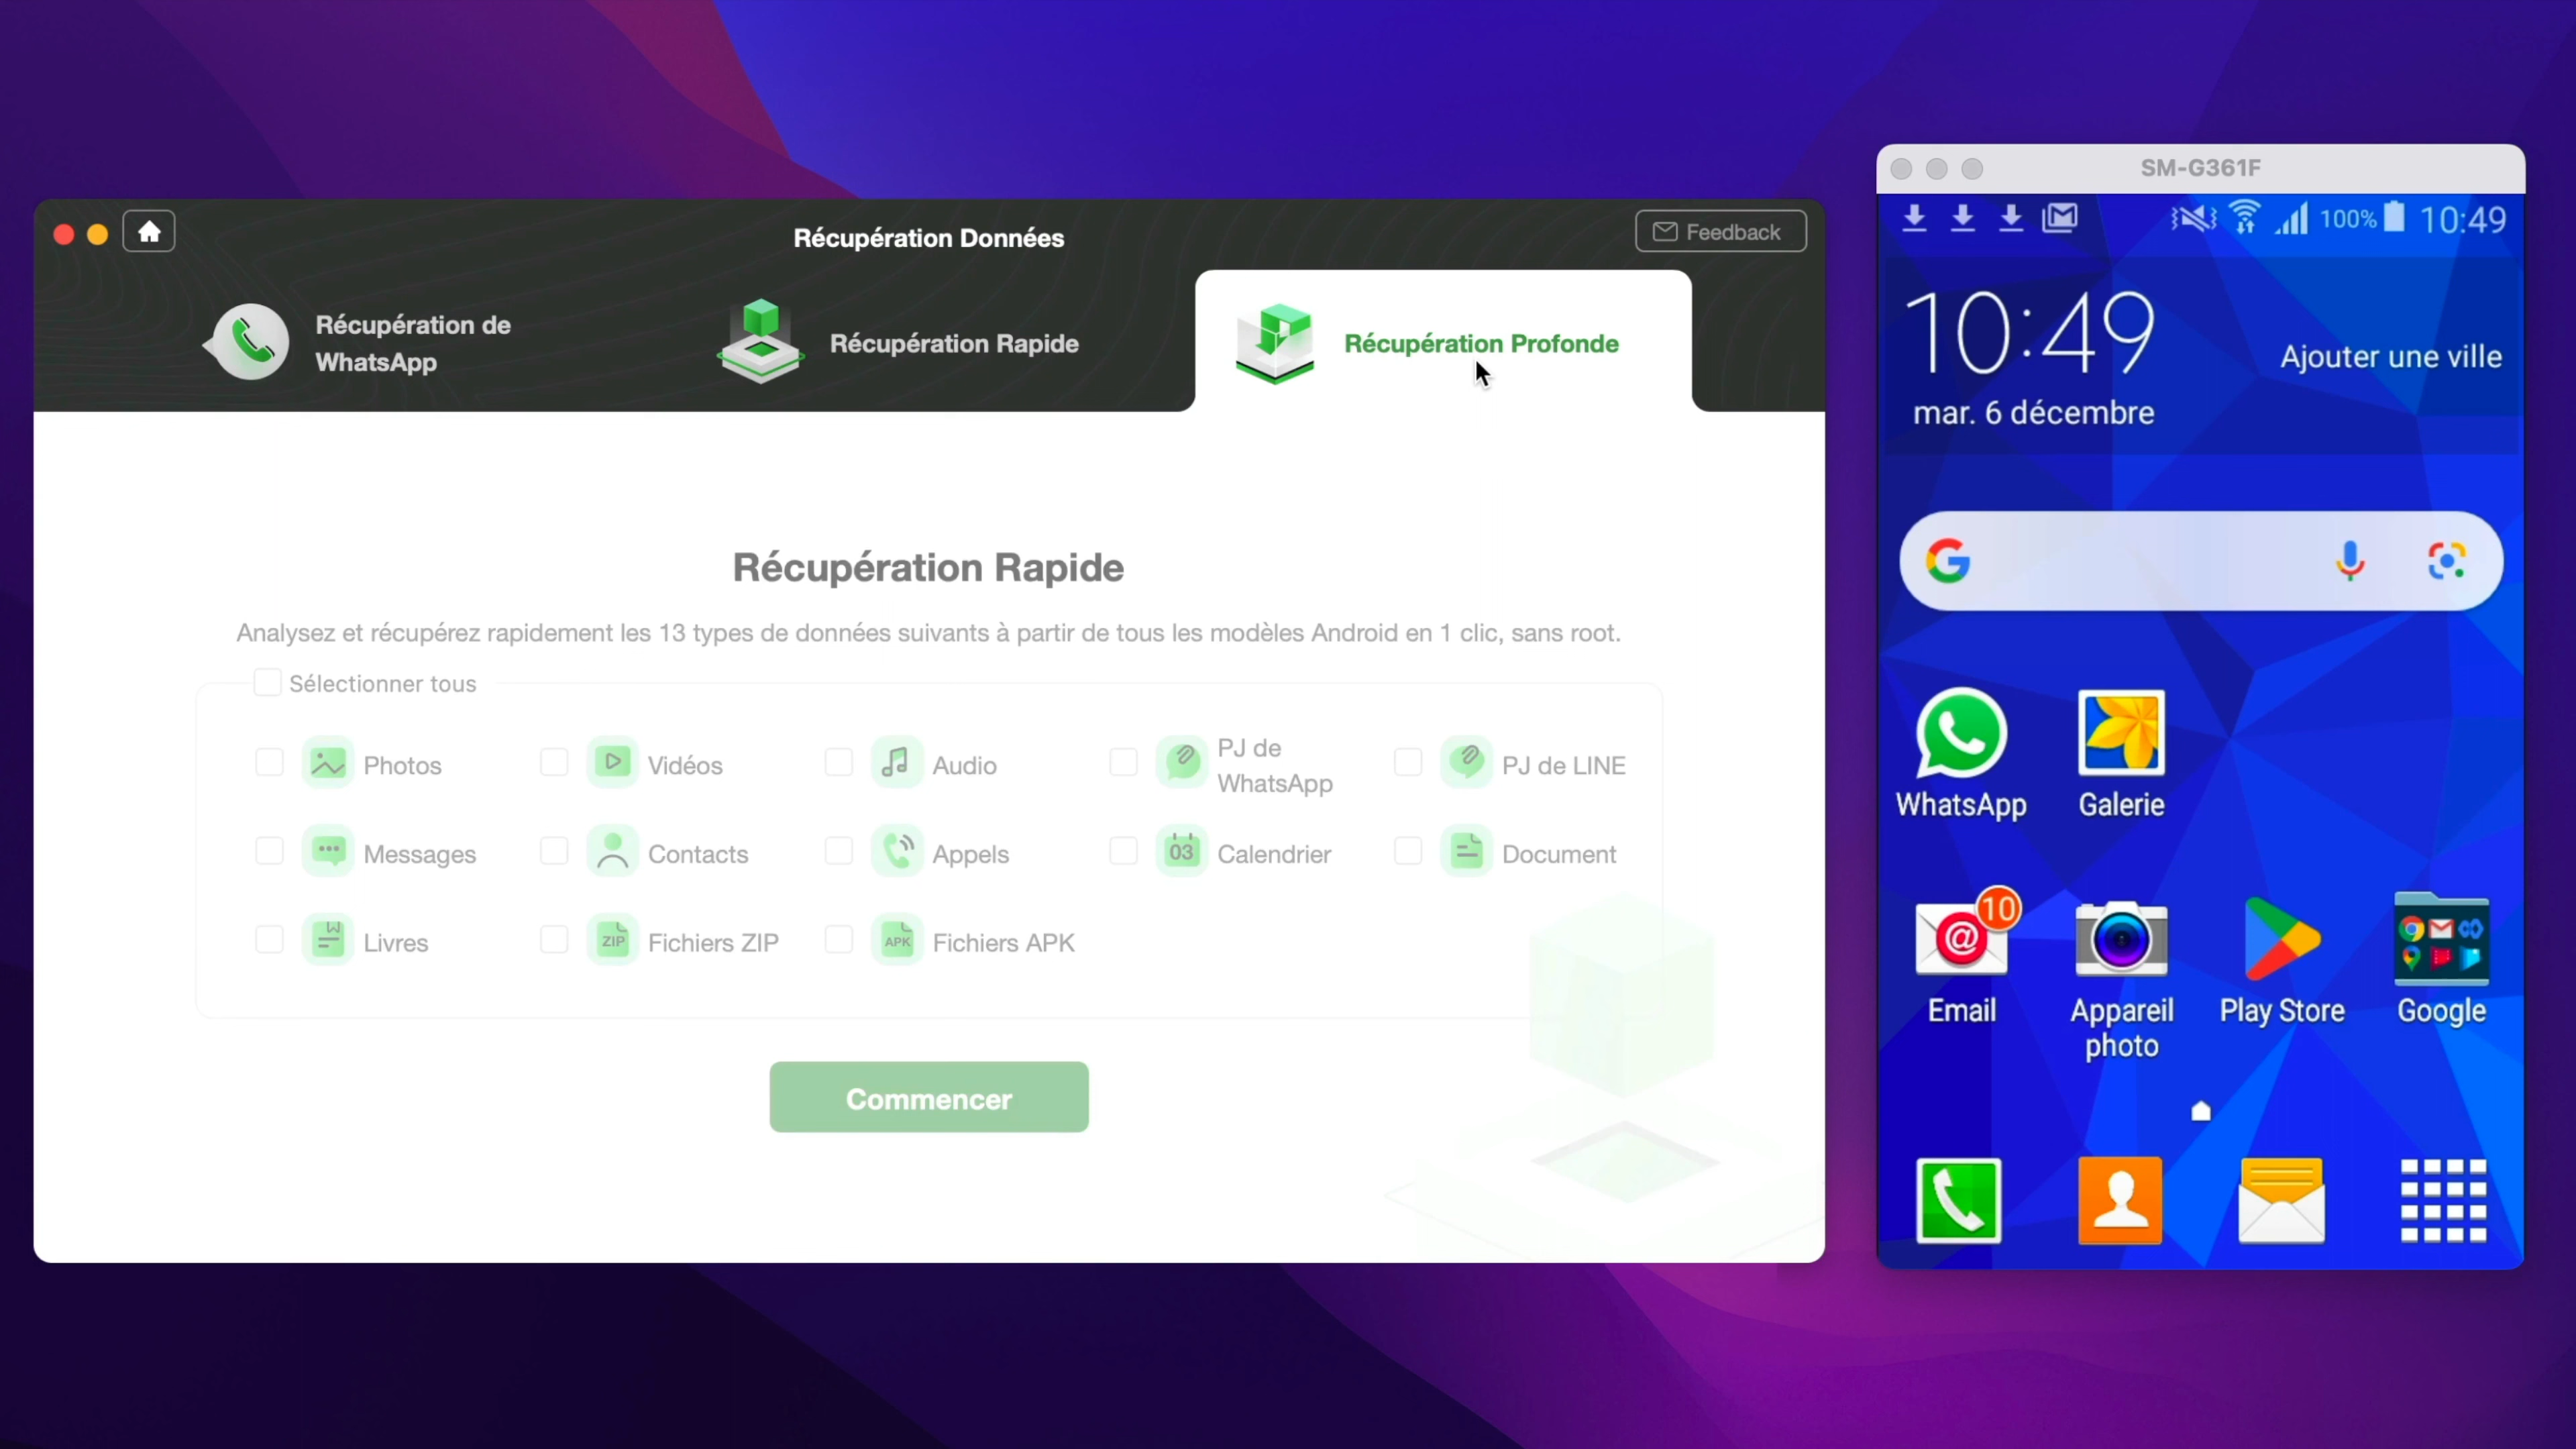 Récupération Données
Feedback
Récupération de
WhatsApp
Récupération Rapide
Récupération Profonde
Récupération Rapide
Analysez et récupérez rapidement les 13 types de données suivants à partir de tous les modèles Android en 1 clic, sans root.
Sélectionner tous
Photos
Vidéos
Audio
PJ de
WhatsApp
PJ de LINE
Messages
Contacts
Appels
03
Calendrier
Document
Livres
ZIP
Fichiers ZIP
APK
Fichiers APK
Commencer
SM-G361F
100%
10:49
10:49
Ajouter une ville
mar. 6 décembre
WhatsApp
Galerie
10
Email
Appareil
photo
Play Store
Google